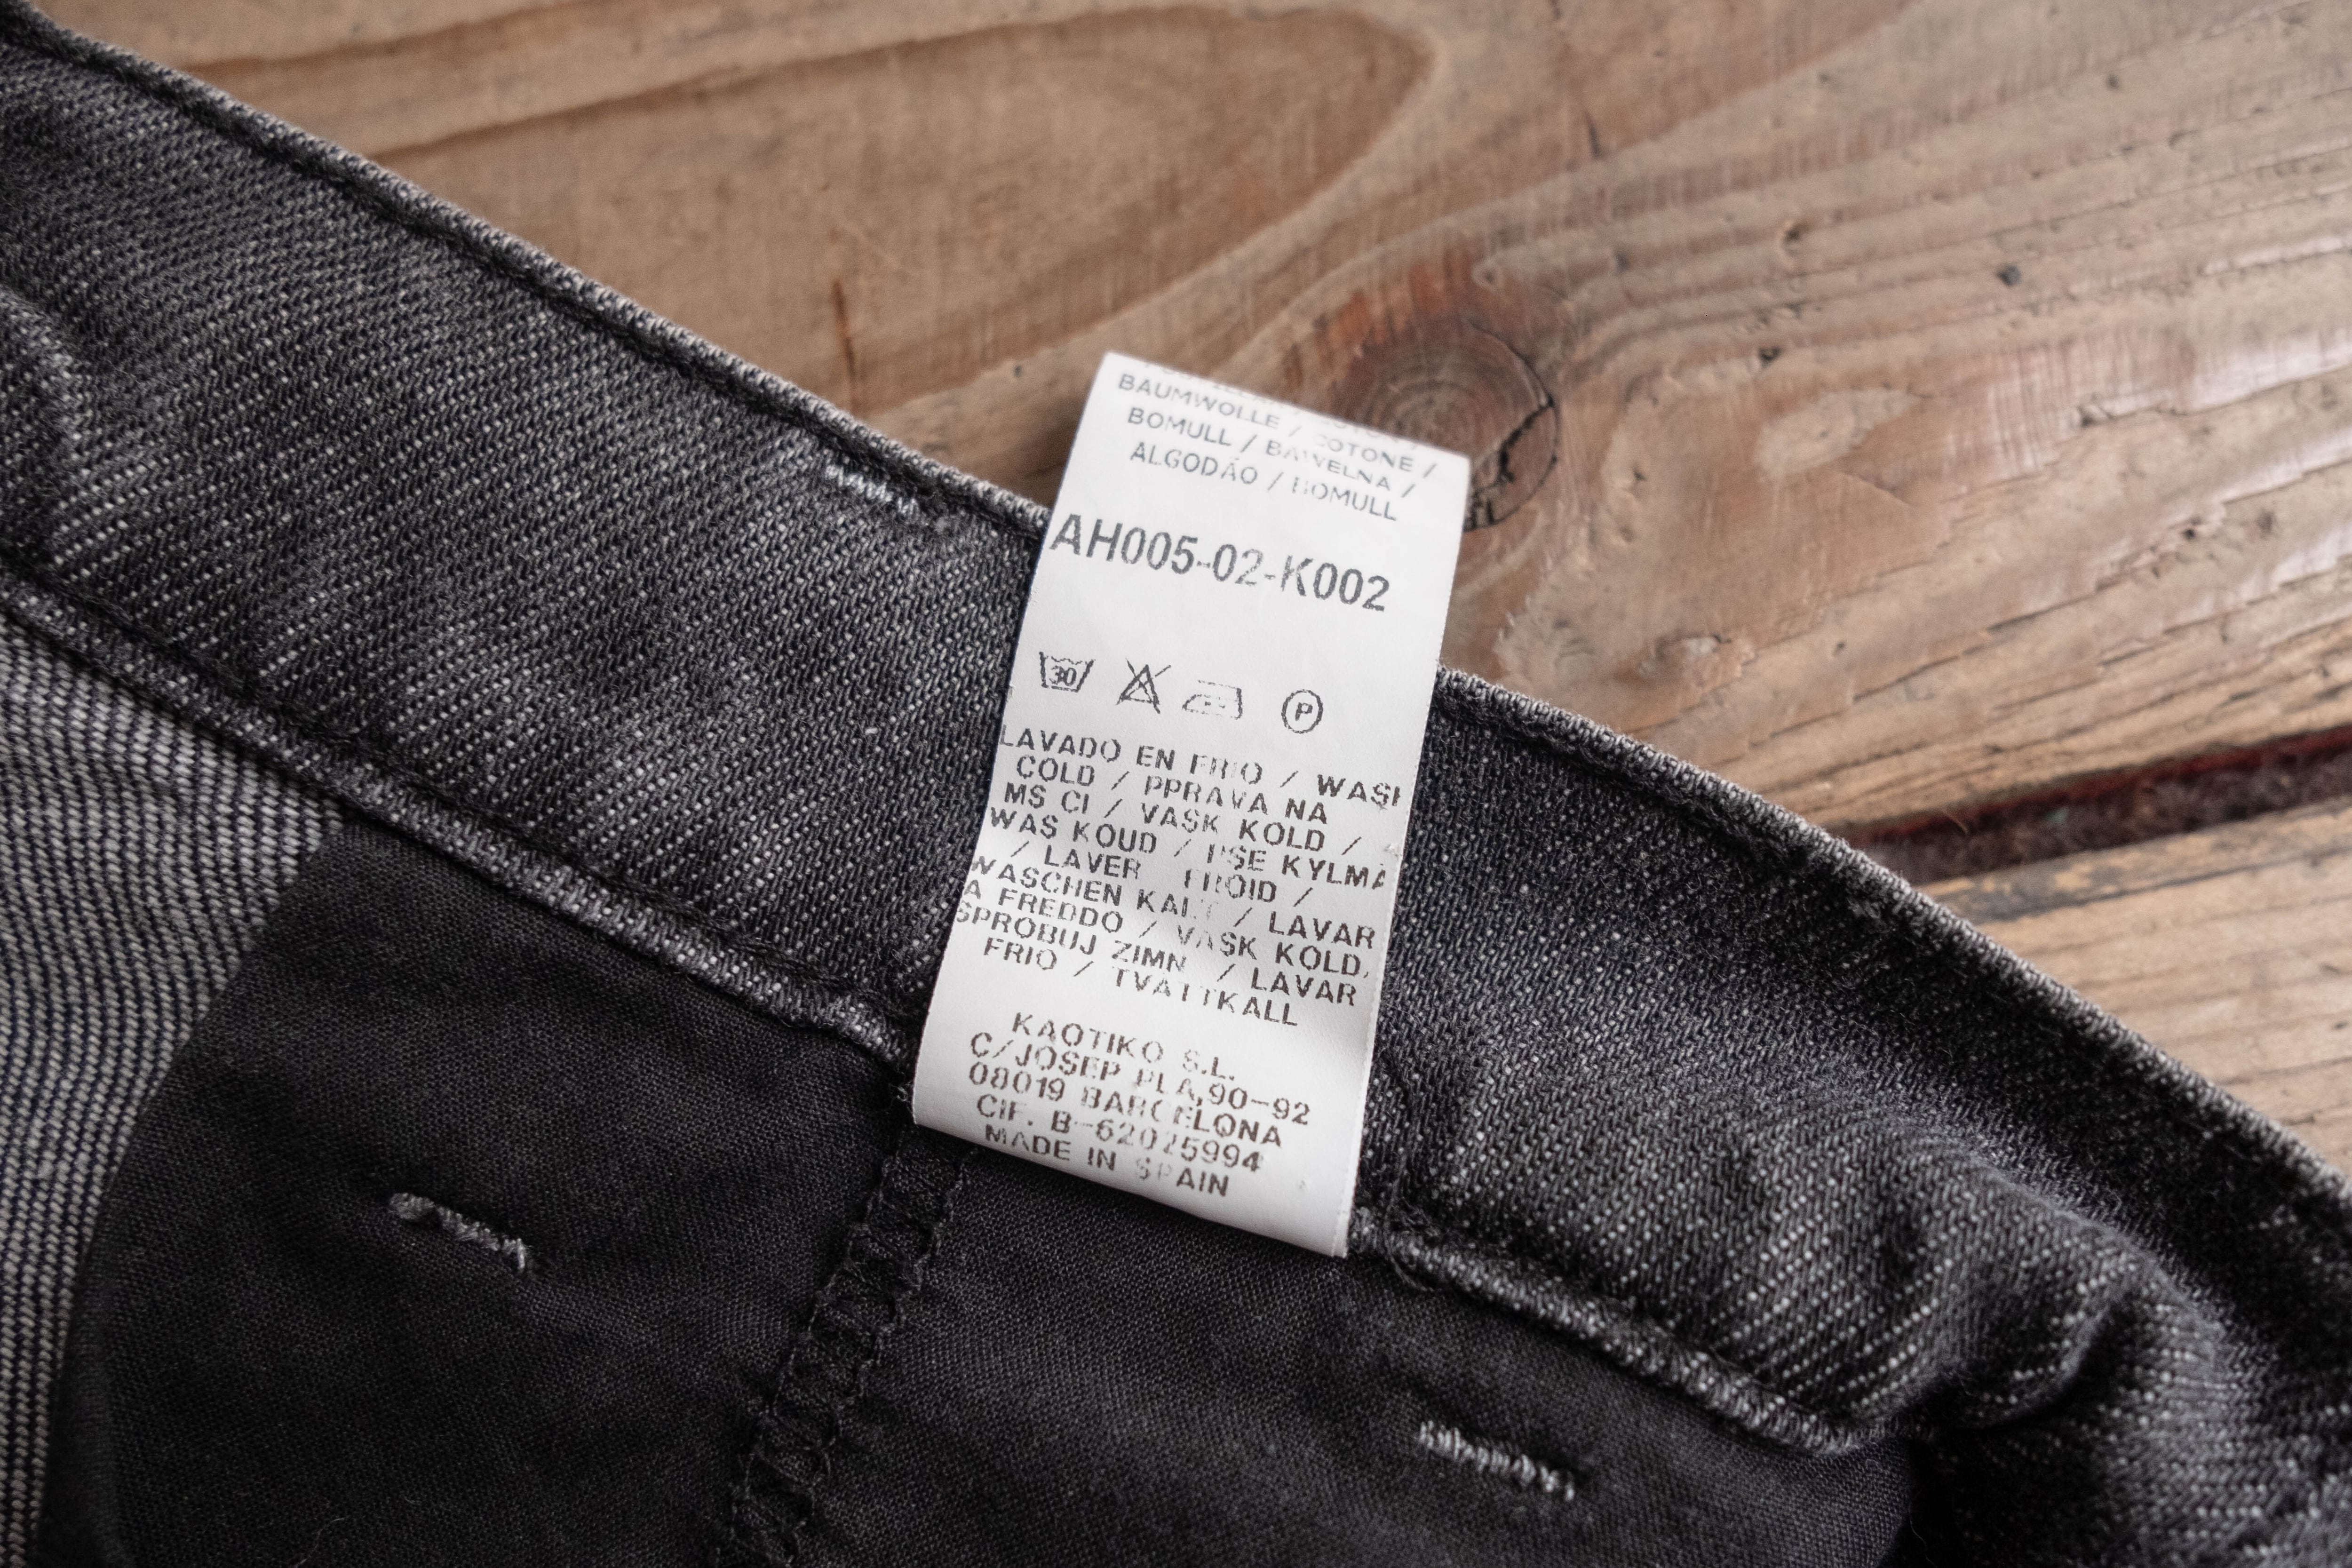 BAUMWOLLE / COTONE /
BOMULL / BAWELNA /
ALGODÃO / BOMULL
AH005-02-K002
30
P
LAVADO EN FRIO / WASH
COLD / PPRAVA NA
MS CI / VASK KOLD /
WAS KOUD / PSE KYLMA
/ LAVER FROID /
WASCHEN KALT / LAVAR
A FREDDO / VASK KOLD,
SPROBUJ ZIMN / LAVAR
FRIO / TVATTKALL
KAOTIKO S.L.
C/JOSEP PLA,90-92
08019 BARCELONA
CIF. B-62025994
MADE IN SPAIN